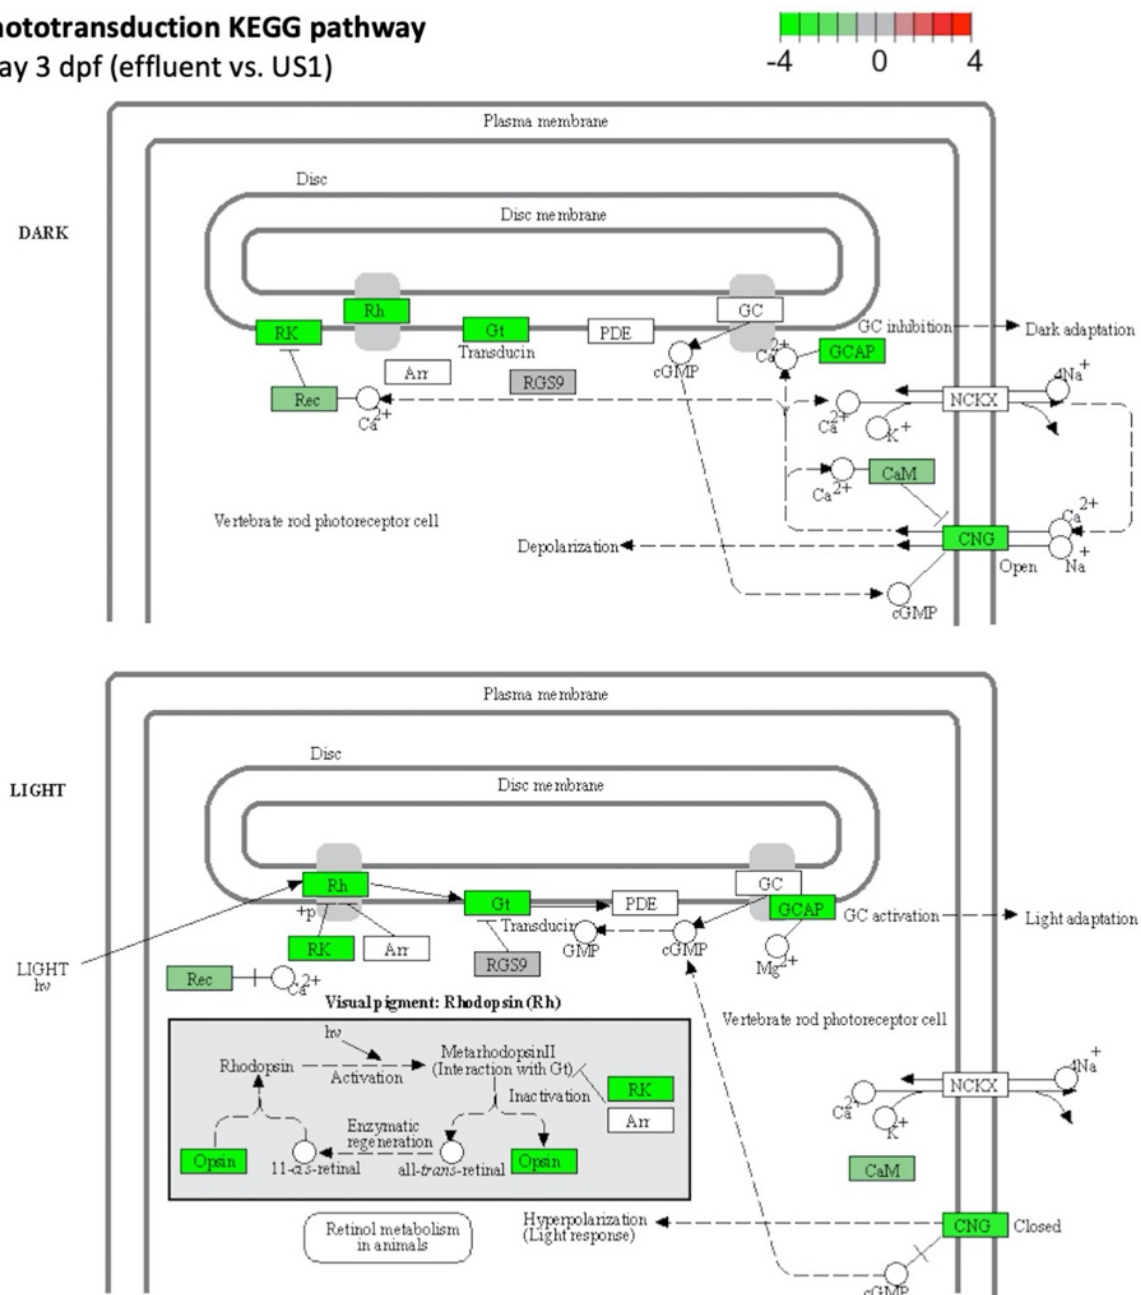 hototransduction KEGG pathway
ay 3 dpf (effluent vs. US1)
-4 0 4
Plasma membrane
Disc
Disc membrane
DARK
Rh
GC
RK
Gt
PDE
GC inhibition
Dark adaptation
Transducin
Ca2+
GCAP
Arr
cGMP
RGS9
4Na+
Rec
Ca2+
Ca2+
NCKX
K+
CaM
Ca2+
Vertebrate rod photoreceptor cell
Ca2+
Depolarization
CNG
Open
Na+
cGMP
Plasma membrane
Disc
LIGHT
Disc membrane
Rh
GC
+p
Gt
PDE
GCAP
GC activation
Light adaptation
Transducin
RK
Arr
GMP
cGMP
RGS9
Mg2+
LIGHT
hν
Rec
Ca2+
Visual pigment: Rhodopsin (Rh)
Vertebrate rod photoreceptor cell
hν
Rhodopsin
MetarhodopsinII
(Interaction with Gt)
Activation
Inactivation
RK
Arr
4Na+
NCKX
Ca2+
K+
Enzymatic
regeneration
Opsin
11-cis-retinal
all-trans-retinal
Opsin
CaM
Retinol metabolism
in animals
Hyperpolarization
(Light response)
CNG
Closed
cGMP